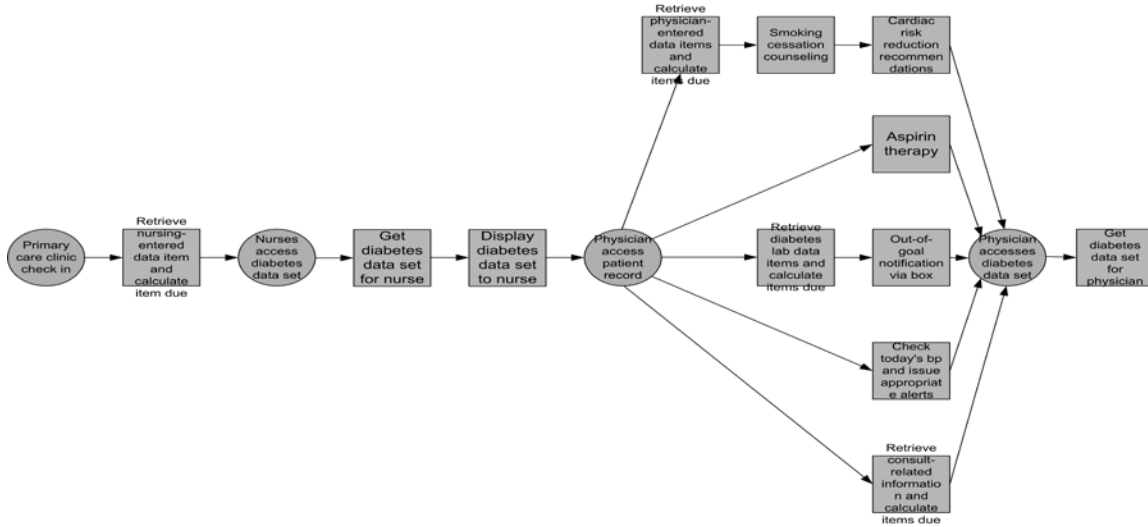 Primary
care clinic
check in
Retrieve
nursing-
entered
data item
and
calculate
item due
Nurses
access
diabetes
data set
Get
diabetes
data set
for nurse
Display
diabetes
data set
to nurse
Physician
access
patient
record
Retrieve
physician-
entered
data items
and
calculate
items due
Smoking
cessation
counseling
Cardiac
risk
reduction
recommen
dations
Aspirin
therapy
Retrieve
diabetes
lab data
items and
calculate
items due
Out-of-
goal
notification
via box
Check
today's bp
and issue
appropriat
e alerts
Retrieve
consult-
related
informatio
n and
calculate
items due
Physician
accesses
diabetes
data set
Get
diabetes
data set
for
physician